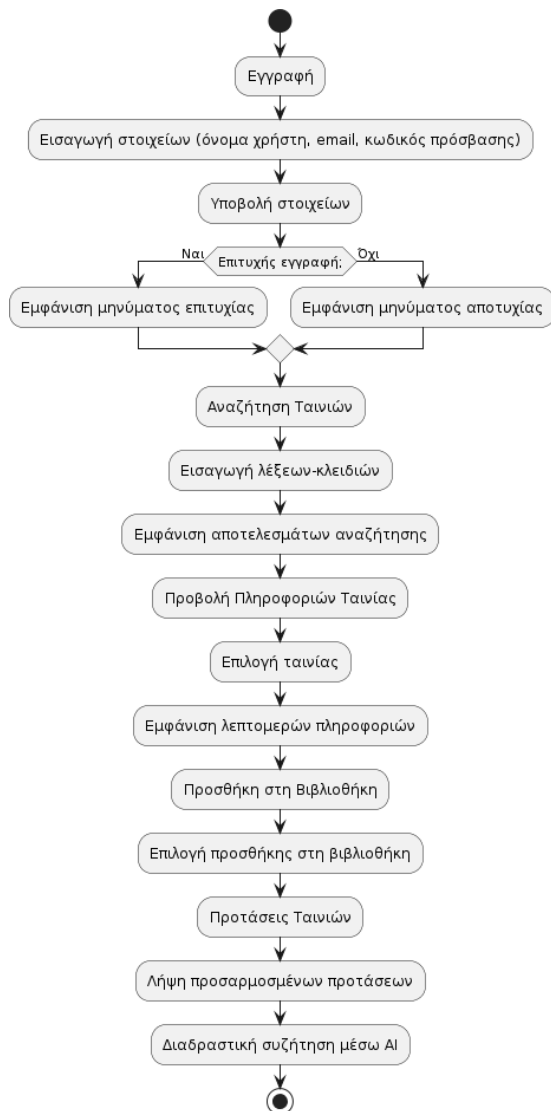 Εγγραφή
Εισαγωγή στοιχείων (όνομα χρήστη, email, κωδικός πρόσβασης)
Υποβολή στοιχείων
Ναι
Επιτυχής εγγραφή;
Όχι
Εμφάνιση μηνύματος επιτυχίας
Εμφάνιση μηνύματος αποτυχίας
Αναζήτηση Ταινιών
Εισαγωγή λέξεων-κλειδιών
Εμφάνιση αποτελεσμάτων αναζήτησης
Προβολή Πληροφοριών Ταινίας
Επιλογή ταινίας
Εμφάνιση λεπτομερών πληροφοριών
Προσθήκη στη Βιβλιοθήκη
Επιλογή προσθήκης στη βιβλιοθήκη
Προτάσεις Ταινιών
Λήψη προσαρμοσμένων προτάσεων
Διαδραστική συζήτηση μέσω AI